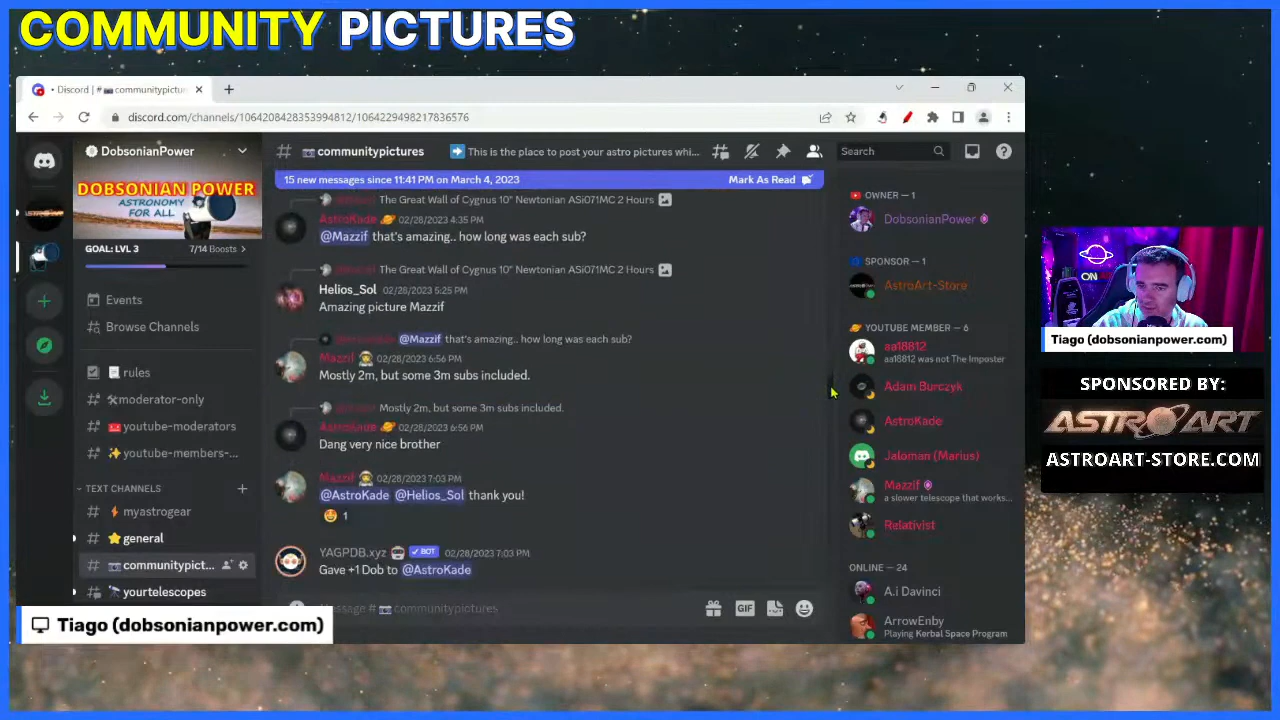 COMMUNITY PICTURES
Discord | # 📷 communitypictur
discord.com/channels/1064208428353994812/1064229498217836576
DobsonianPower
DOBSONIAN POWER
ASTRONOMY
FOR ALL
GOAL: LVL 3 7/14 Boosts >
Events
Browse Channels
rules
moderator-only
youtube-moderators
youtube-members-...
TEXT CHANNELS
myastrogear
general
communitypict...
yourtelescopes
Tiago (dobsonianpower.com)
# communitypictures
This is the place to post your astro pictures whi...
Search
15 new messages since 11:41 PM on March 4, 2023 Mark As Read
The Great Wall of Cygnus 10" Newtonian ASi071MC 2 Hours
AstroKade 02/28/2023 4:35 PM
@Mazzif that's amazing.. how long was each sub?
The Great Wall of Cygnus 10" Newtonian ASi071MC 2 Hours
Helios_Sol 02/28/2023 5:25 PM
Amazing picture Mazzif
@Mazzif that's amazing.. how long was each sub?
Mazzif 02/28/2023 6:56 PM
Mostly 2m, but some 3m subs included.
Mostly 2m, but some 3m subs included.
AstroKade 02/28/2023 6:56 PM
Dang very nice brother
Mazzif 02/28/2023 7:03 PM
@AstroKade @Helios_Sol thank you!
1
YAGPDB.xyz ✓ BOT 02/28/2023 7:03 PM
Gave +1 Dob to @AstroKade
Message # communitypictures
GIF
OWNER — 1
DobsonianPower
SPONSOR — 1
AstroArt-Store
YOUTUBE MEMBER — 6
aa18812
aa18812 was not The Imposter
Adam Burczyk
AstroKade
Jaloman (Marius)
Mazzif
a slower telescope that works...
Relativist
ONLINE — 24
A.i Davinci
ArrowEnby
Playing Kerbal Space Program
Tiago (dobsonianpower.com)
SPONSORED BY:
ASTROART
ASTROART-STORE.COM